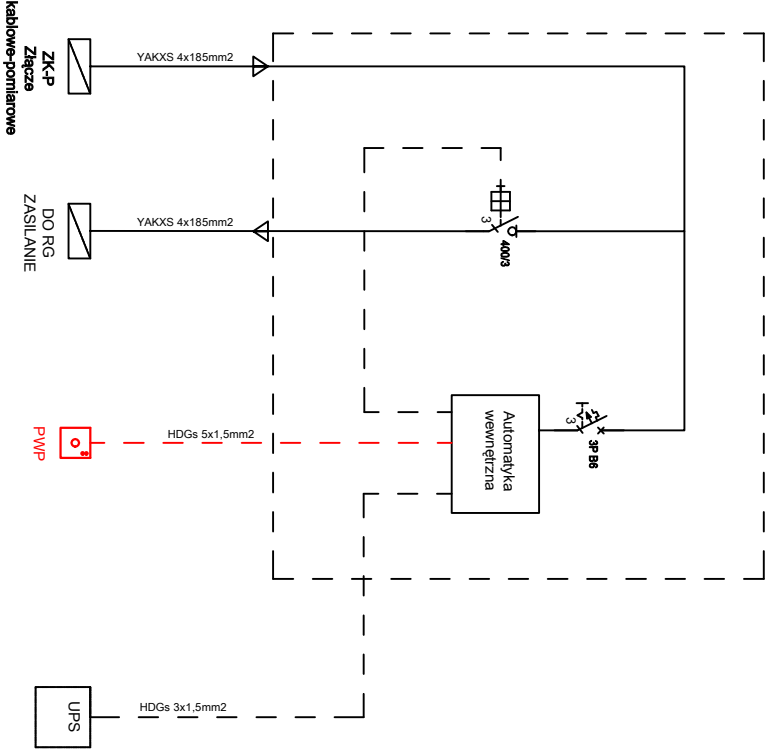 YAKXS 4x185mm2
ZK-P
Złącze
kablowe-pomiarowe
3
400/3
YAKXS 4x185mm2
DO RG
ZASILANIE
3
3P B6
Automatyka
wewnętrzna
HDGs 5x1,5mm2
PWP
HDGs 3x1,5mm2
UPS